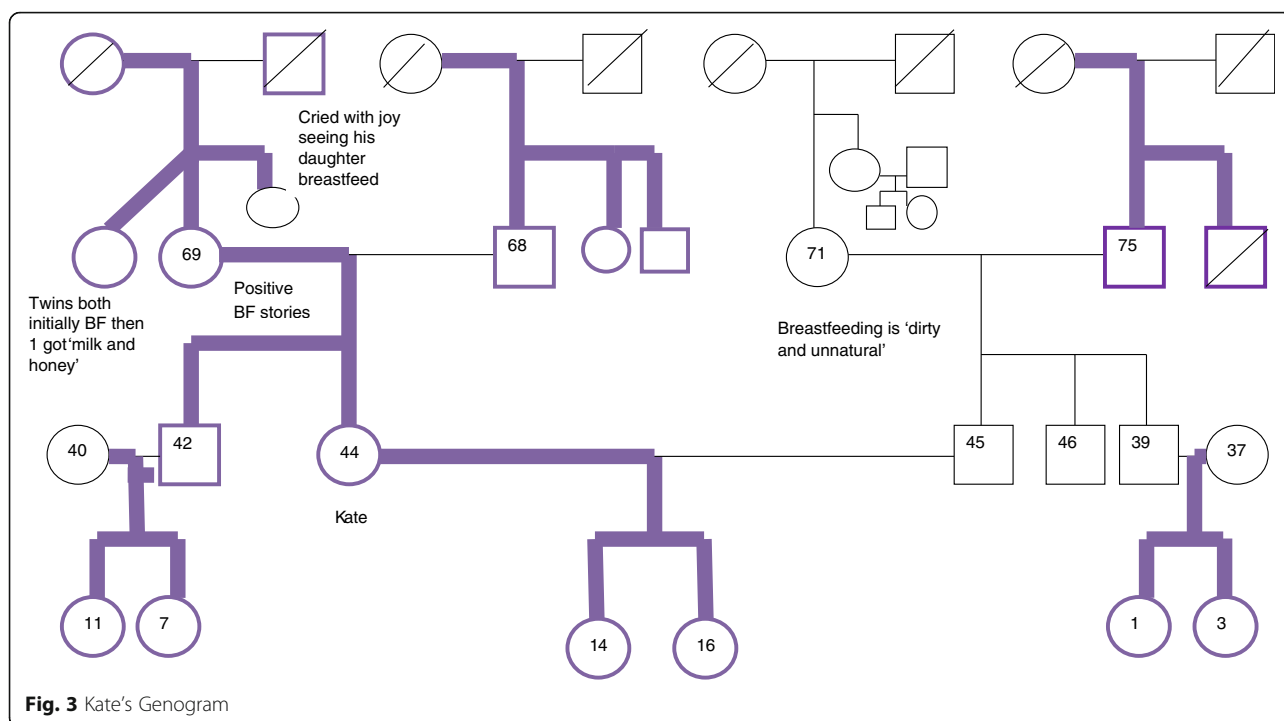 Cried with joy
seeing his
daughter
breastfeed
69
68
71
75
Twins both
initially BF then
1 got‘milk and
honey’
Positive
BF stories
Breastfeeding is ‘dirty
and unnatural’
40
42
44
45
46
39
37
Kate
11
7
14
16
1
3
Fig. 3 Kate’s Genogram